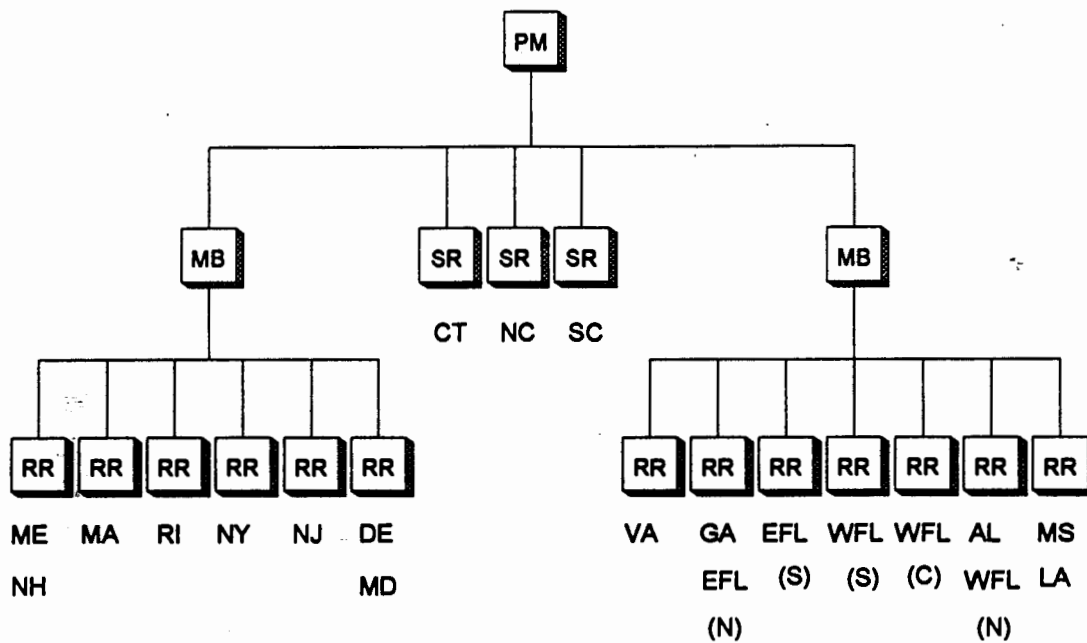 PM
MB SR SR SR MB
CT NC SC
RR RR RR RR RR RR RR RR RR RR RR RR RR
ME MA RI NY NJ DE VA GA EFL WFL WFL AL MS
NH MD EFL (S) (S) (C) WFL LA
(N) (N)